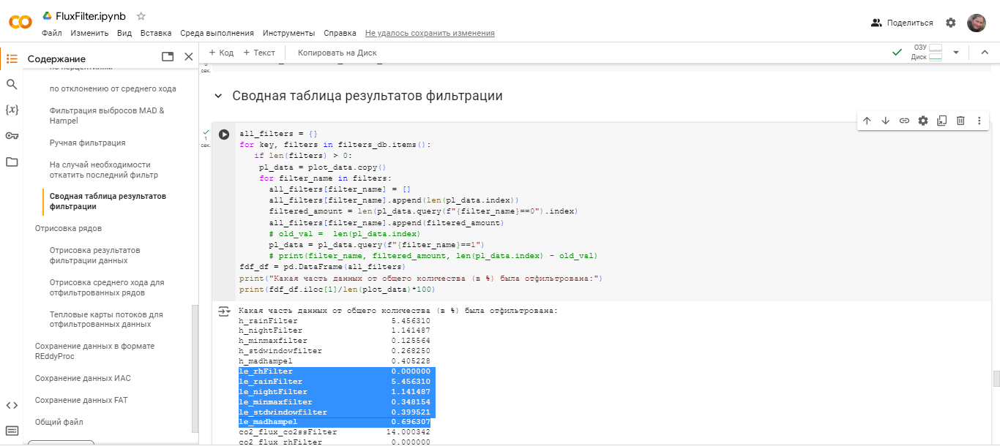 FluxFilter.ipynb
Файл Изменить Вид Вставка Среда выполнения Инструменты Справка Не удалось сохранить изменения
Поделиться
Содержание
+ Код + Текст Копировать на Диск
ОЗУ
Диск
по перцентилям
по отклонению от среднего хода
Фильтрация выбросов MAD &
Hampel
Ручная фильтрация
На случай необходимости
откатить последний фильтр
Сводная таблица результатов
фильтрации
Отрисовка рядов
Отрисовка результатов
фильтрации данных
Отрисовка среднего хода для
отфильтрованных рядов
Тепловые карты потоков для
отфильтрованных данных
Сохранение данных в формате
REddyProc
Сохранение данных ИАС
Сохранение данных FAT
Общий файл
сек.
Сводная таблица результатов фильтрации
1
сек.
all_filters = {}
for key, filters in filters_db.items():
if len(filters) > 0:
pl_data = plot_data.copy()
for filter_name in filters:
all_filters[filter_name] = []
all_filters[filter_name].append(len(pl_data.index))
filtered_amount = len(pl_data.query(f"{filter_name}==0").index)
all_filters[filter_name].append(filtered_amount)
# old_val = len(pl_data.index)
pl_data = pl_data.query(f"{filter_name}==1")
# print(filter_name, filtered_amount, len(pl_data.index) - old_val)
fdf_df = pd.DataFrame(all_filters)
print("Какая часть данных от общего количества (в %) была отфильтрована:")
print(fdf_df.iloc[1]/len(plot_data)*100)
Какая часть данных от общего количества (в %) была отфильтрована:
h_rainFilter 5.456310
h_nightFilter 1.141487
h_minmaxfilter 0.125564
h_stdwindowfilter 0.268250
h_madhampel 0.405228
le_rhFilter 0.000000
le_rainFilter 5.456310
le_nightFilter 1.141487
le_minmaxfilter 0.348154
le_stdwindowfilter 0.399521
le_madhampel 0.696307
co2_flux_co2ssFilter 14.000342
co2_flux_rhFilter 0.000000